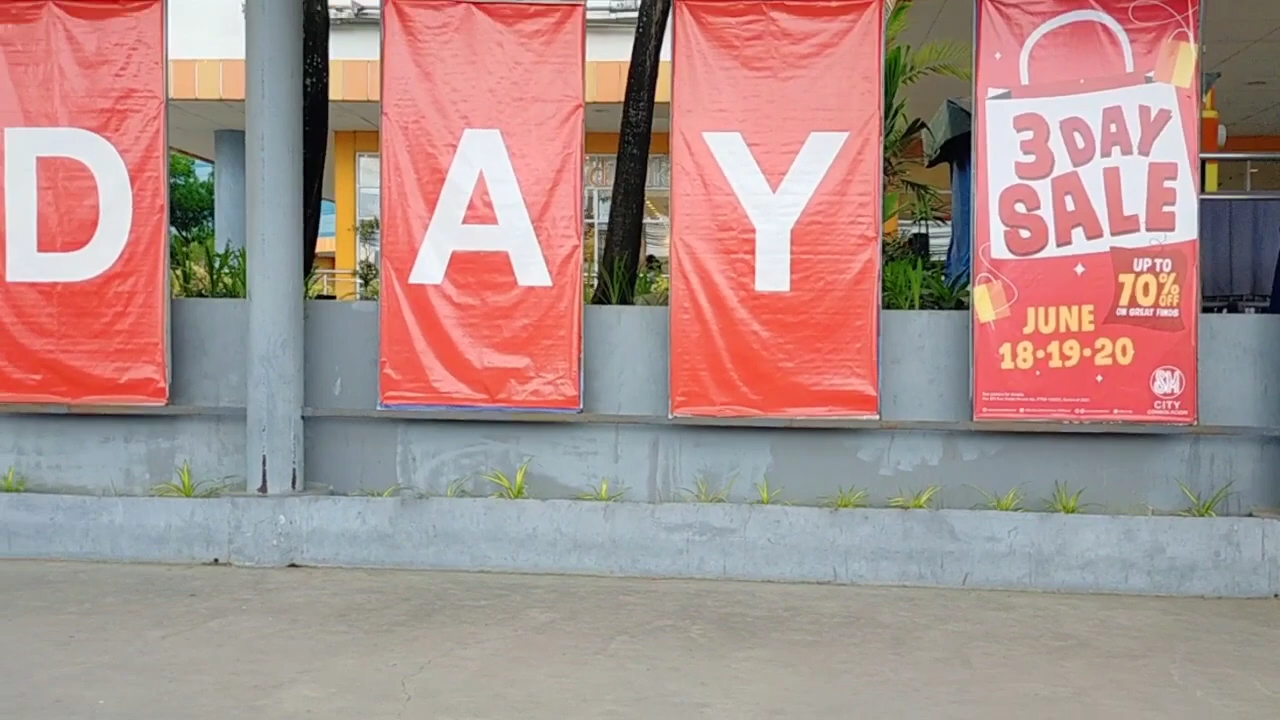 D A Y
3 DAY
SALE
UP TO
70% OFF
ON GREAT FINDS
JUNE
18•19•20
SM
CITY